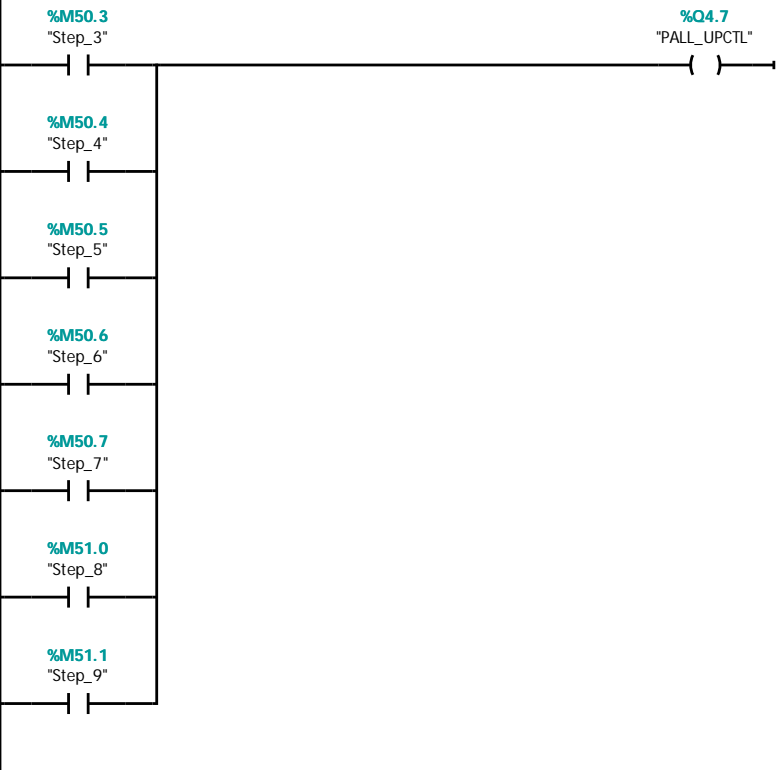 %M50.3
"Step_3"
%Q4.7
"PALL_UPCTL"
%M50.4
"Step_4"
%M50.5
"Step_5"
%M50.6
"Step_6"
%M50.7
"Step_7"
%M51.0
"Step_8"
%M51.1
"Step_9"